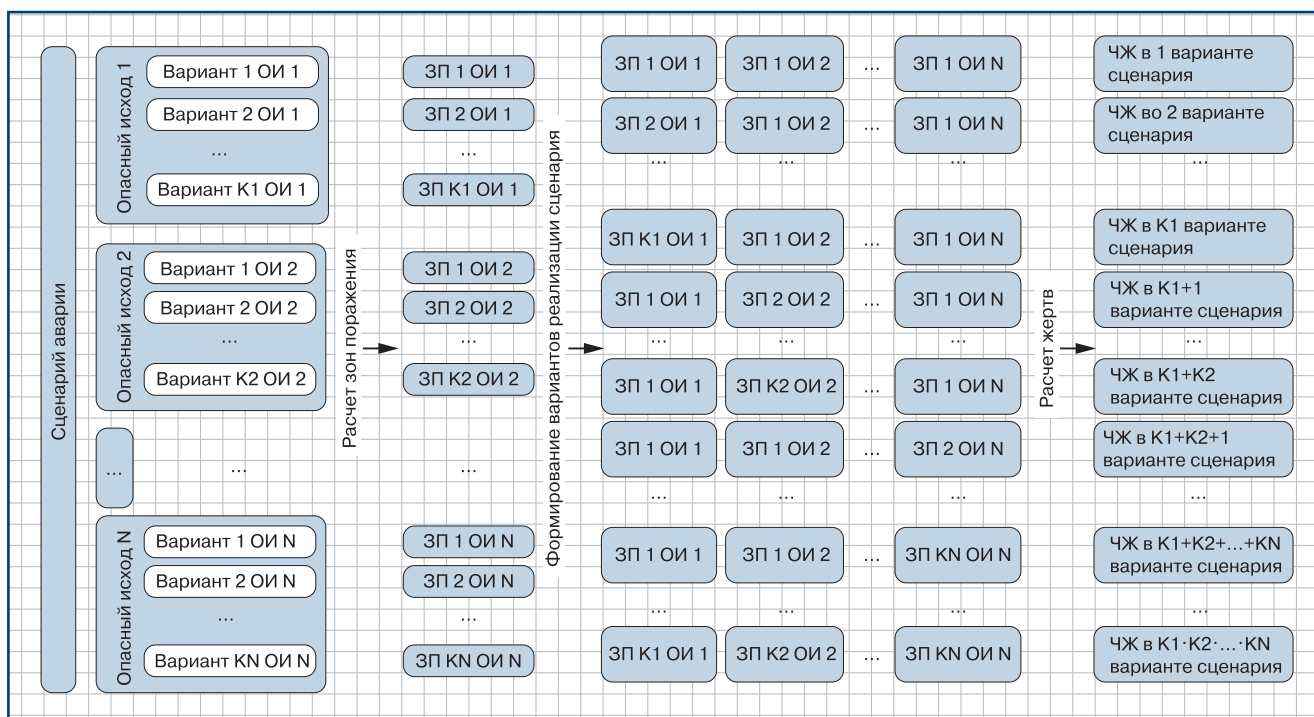 Сценарий аварии
Опасный исход 1
Вариант 1 ОИ 1
Вариант 2 ОИ 1
...
Вариант К1 ОИ 1
Опасный исход 2
Вариант 1 ОИ 2
Вариант 2 ОИ 2
...
Вариант К2 ОИ 2
...
...
Опасный исход N
Вариант 1 ОИ N
Вариант 2 ОИ N
...
Вариант KN ОИ N
Расчет зон поражения
ЗП 1 ОИ 1
ЗП 2 ОИ 1
...
ЗП К1 ОИ 1
ЗП 1 ОИ 2
ЗП 2 ОИ 2
...
ЗП К2 ОИ 2
...
ЗП 1 ОИ N
ЗП 2 ОИ N
...
ЗП KN ОИ N
Формирование вариантов реализации сценария
ЗП 1 ОИ 1 ЗП 1 ОИ 2 ... ЗП 1 ОИ N
ЗП 2 ОИ 1 ЗП 1 ОИ 2 ... ЗП 1 ОИ N
... ... ...
ЗП К1 ОИ 1 ЗП 1 ОИ 2 ... ЗП 1 ОИ N
ЗП 1 ОИ 1 ЗП 2 ОИ 2 ... ЗП 1 ОИ N
... ... ...
ЗП 1 ОИ 1 ЗП К2 ОИ 2 ... ЗП 1 ОИ N
ЗП 1 ОИ 1 ЗП 1 ОИ 2 ... ЗП 2 ОИ N
... ... ...
ЗП 1 ОИ 1 ЗП 1 ОИ 2 ... ЗП KN ОИ N
... ... ...
ЗП К1 ОИ 1 ЗП К2 ОИ 2 ... ЗП KN ОИ N
Расчет жертв
ЧЖ в 1 варианте
сценария
ЧЖ во 2 варианте
сценария
...
ЧЖ в К1 варианте
сценария
ЧЖ в К1+1
варианте сценария
...
ЧЖ в К1+К2
варианте сценария
ЧЖ в К1+К2+1
варианте сценария
...
ЧЖ в К1+К2+...+KN
варианте сценария
...
ЧЖ в К1·К2·...·KN
варианте сценария